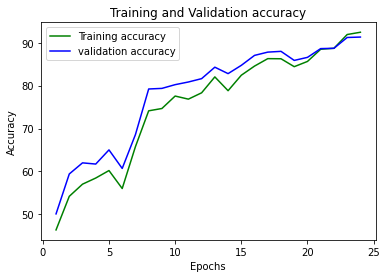 Training and Validation accuracy
Training accuracy
validation accuracy
90
80
70
60
50
Accuracy
0
5
10
15
20
25
Epochs